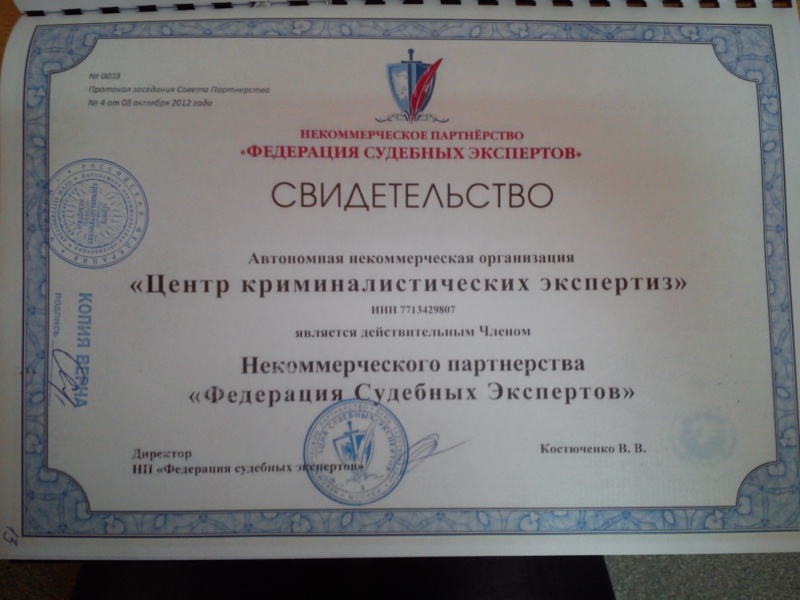 № 0033
Протокол заседания Совета Партнерства
№ 4 от 03 октября 2012 года
НЕКОММЕРЧЕСКОЕ ПАРТНЁРСТВО
«ФЕДЕРАЦИЯ СУДЕБНЫХ ЭКСПЕРТОВ»
СВИДЕТЕЛЬСТВО
Автономная некоммерческая организация
«Центр криминалистических экспертиз»
ИНН 7713429807
является действительным Членом
Некоммерческого партнерства
«Федерация Судебных Экспертов»
Директор
НП «Федерация судебных экспертов»
Костюченко В. В.
КОПИЯ ВЕРНА
подпись
13